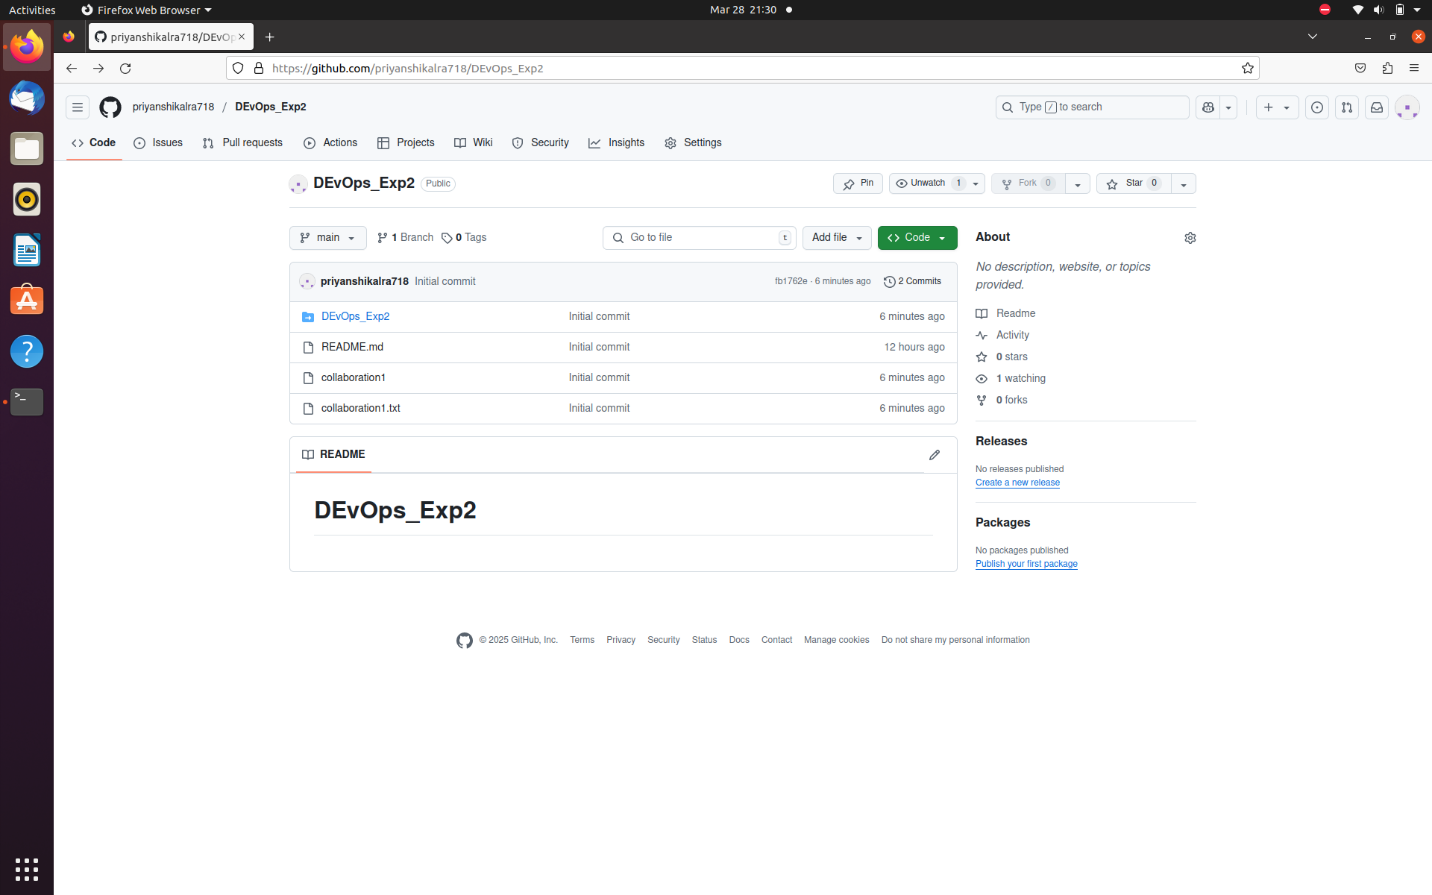 Activities Firefox Web Browser Mar 28 21:30
priyanshikalra718/DEvOp
https://github.com/priyanshikalra718/DEvOps_Exp2
priyanshikalra718 / DEvOps_Exp2 Type / to search
Code Issues Pull requests Actions Projects Wiki Security Insights Settings
DEvOps_Exp2 Public Pin Unwatch 1 Fork 0 Star 0
main 1 Branch 0 Tags Go to file t Add file Code
priyanshikalra718 Initial commit fb1762e · 6 minutes ago 2 Commits
DEvOps_Exp2 Initial commit 6 minutes ago
README.md Initial commit 12 hours ago
collaboration1 Initial commit 6 minutes ago
collaboration1.txt Initial commit 6 minutes ago
README
DEvOps_Exp2
About
No description, website, or topics
provided.
Readme
Activity
0 stars
1 watching
0 forks
Releases
No releases published
Create a new release
Packages
No packages published
Publish your first package
© 2025 GitHub, Inc. Terms Privacy Security Status Docs Contact Manage cookies Do not share my personal information